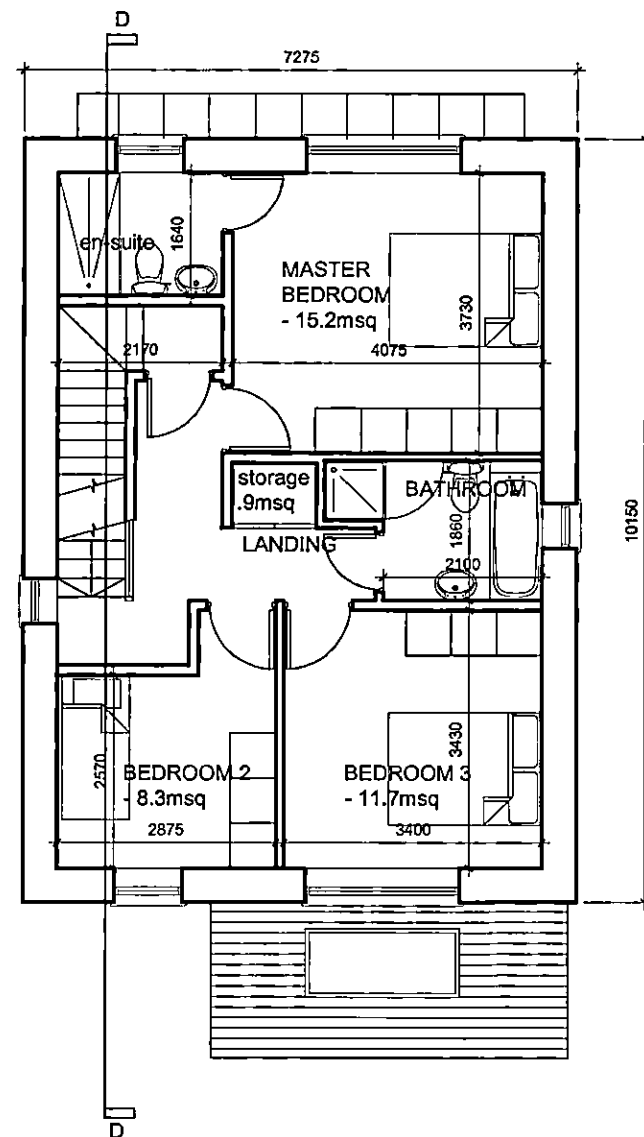 D
7275
en-suite
1640
MASTER
BEDROOM
- 15.2msq
3730
2170
4075
storage
.9msq
BATHROOM
LANDING
1860
2100
10150
2570
BEDROOM 2
- 8.3msq
BEDROOM 3
- 11.7msq
3430
2875
3400
D